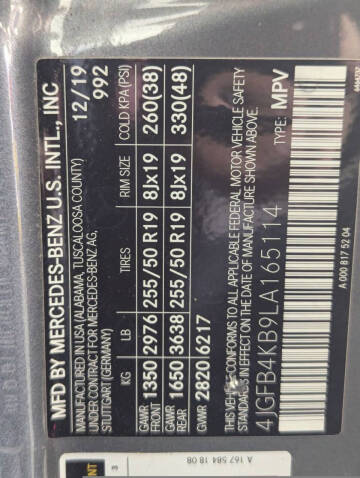 MFD BY MERCEDES-BENZ U.S. INTL., INC
MANUFACTURED IN USA (ALABAMA, TUSCALOOSA COUNTY) 12/19
UNDER CONTRACT FOR MERCEDES-BENZ AG, 992
STUTTGART (GERMANY)
KG LB TIRES RIM SIZE COLD KPA (PSI)
GAWR FRONT 1350 2976 255/50 R19 8Jx19 260(38)
GAWR REAR 1650 3638 255/50 R19 8Jx19 330(48)
GVWR 2820 6217
THIS VEHICLE CONFORMS TO ALL APPLICABLE FEDERAL MOTOR VEHICLE SAFETY
STANDARDS IN EFFECT ON THE DATE OF MANUFACTURE SHOWN ABOVE.
4JGFB4KB9LA165114 TYPE: MPV
A 000 817 52 04
3 A 167 584 18 08